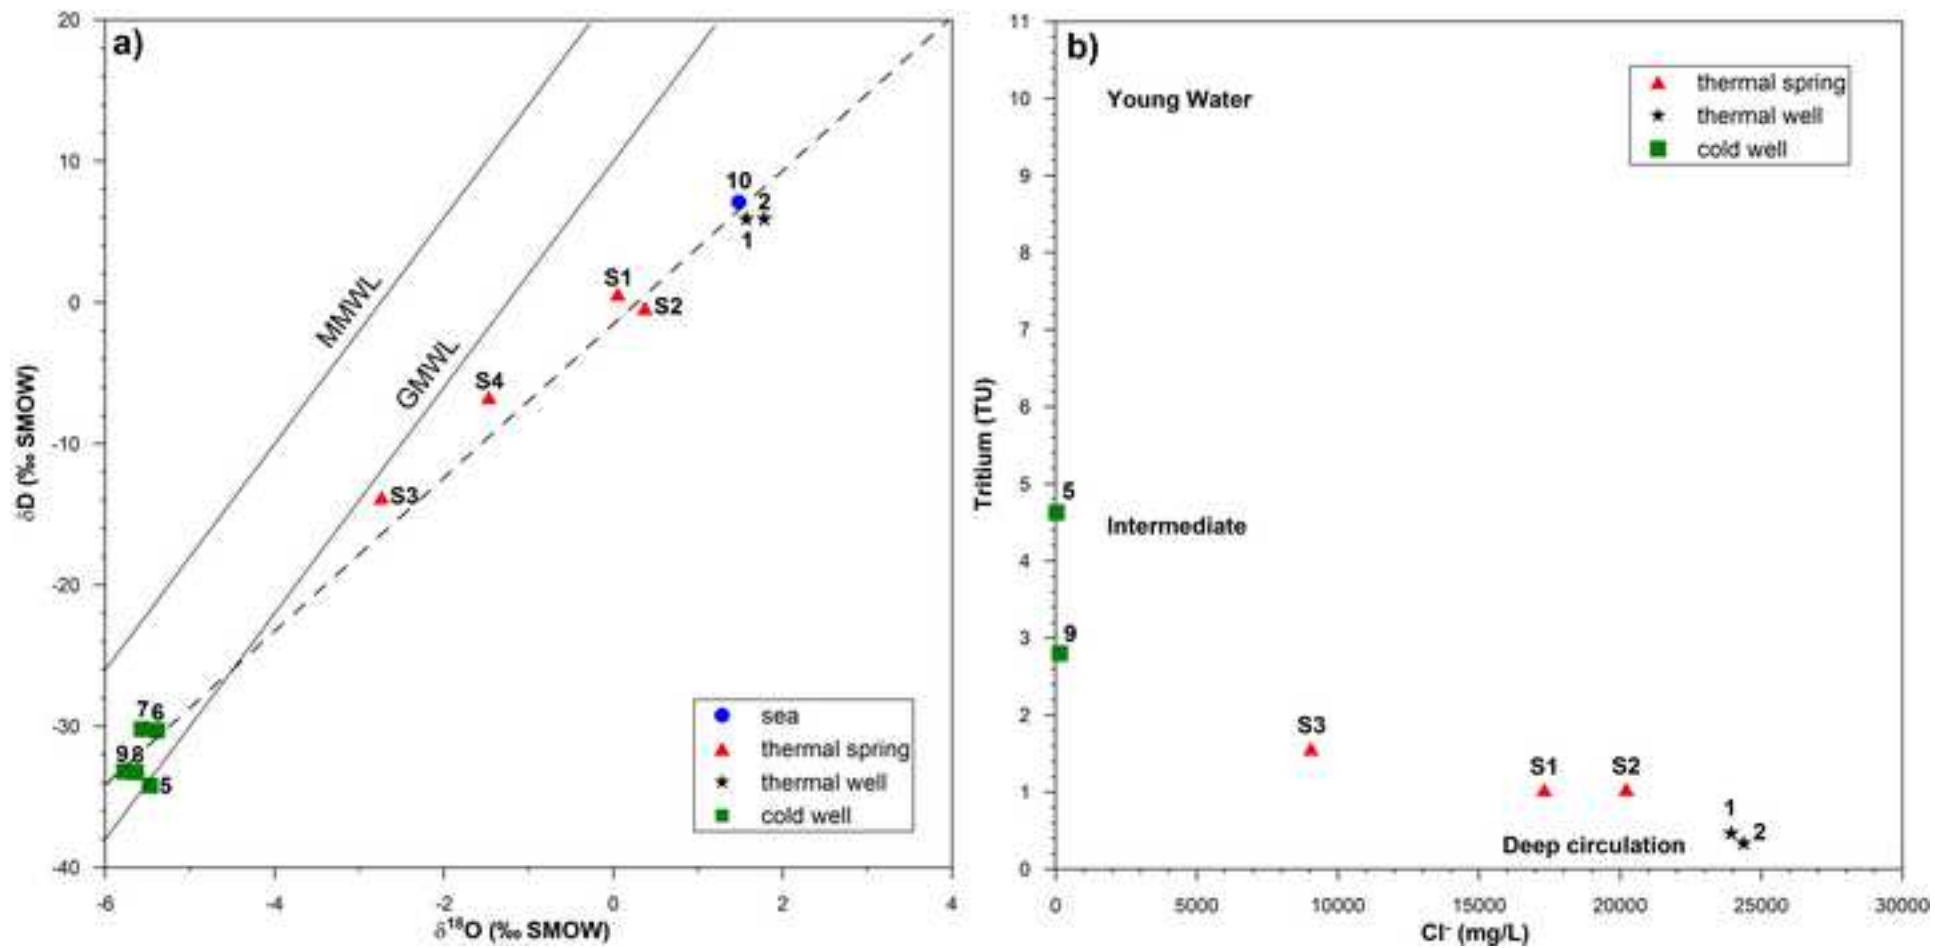 a)
20
10
0
-10
-20
-30
-40
-6
-4
-2
0
2
4
δD (‰ SMOW)
δ¹⁸O (‰ SMOW)
MMWL
GMWL
10
2
1
S1
S2
S4
S3
7 6
9 8
5
sea
thermal spring
thermal well
cold well
b)
11
10
9
8
7
6
5
4
3
2
1
0
0
5000
10000
15000
20000
25000
30000
Tritium (TU)
Cl⁻ (mg/L)
Young Water
Intermediate
Deep circulation
5
9
S3
S1
S2
1
2
thermal spring
thermal well
cold well